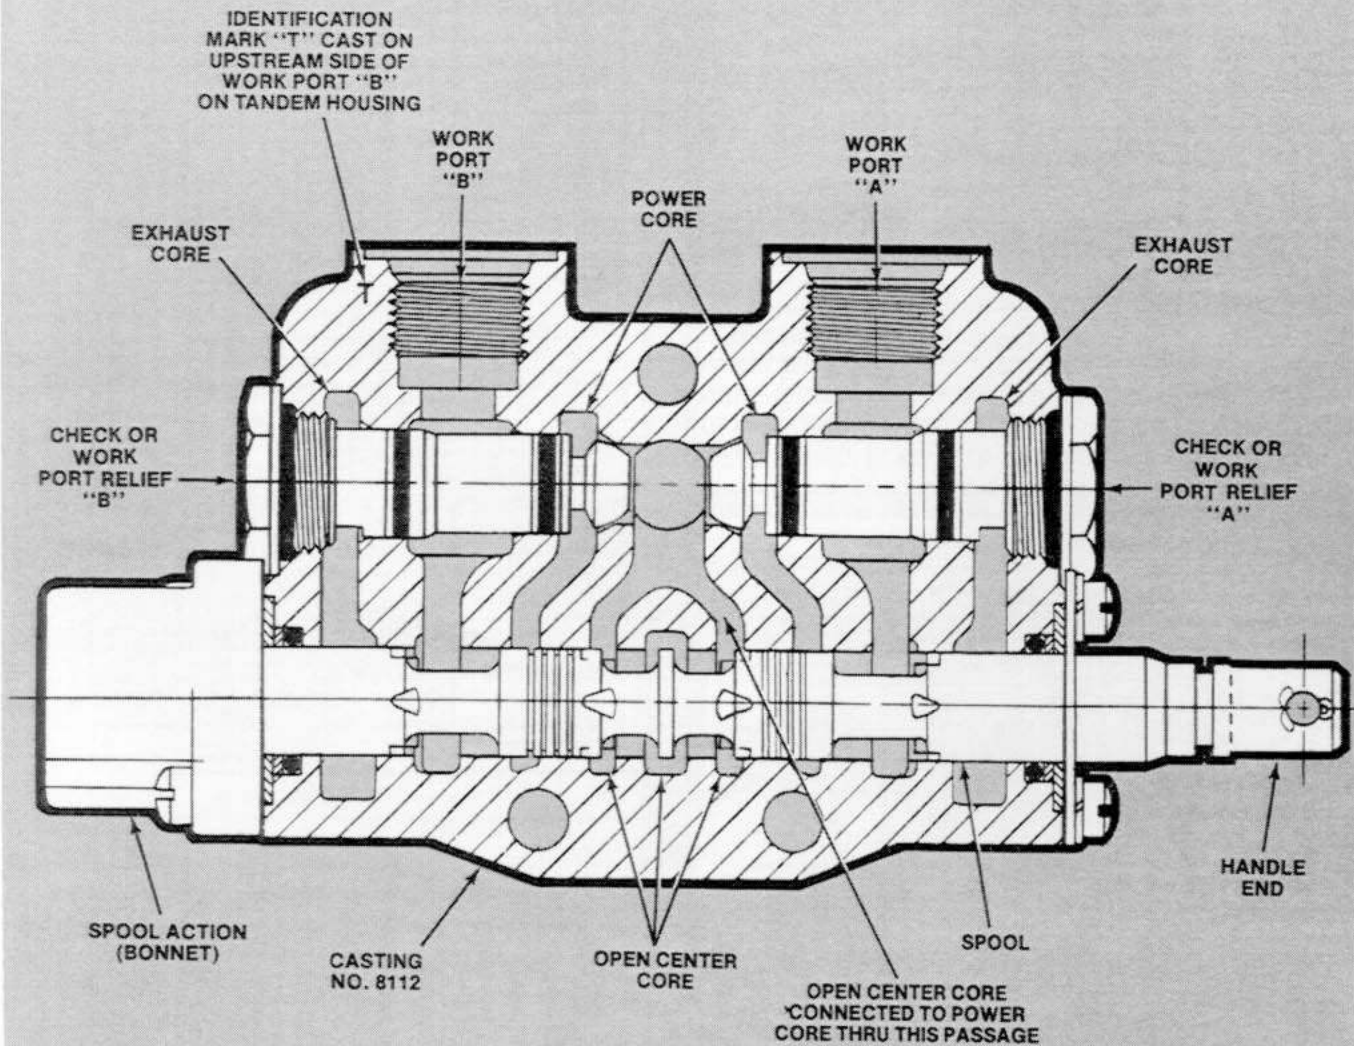 IDENTIFICATION
MARK "T" CAST ON
UPSTREAM SIDE OF
WORK PORT "B"
ON TANDEM HOUSING
WORK
PORT
"B"
WORK
PORT
"A"
POWER
CORE
EXHAUST
CORE
EXHAUST
CORE
T
CHECK OR
WORK
PORT RELIEF
"B"
CHECK OR
WORK
PORT RELIEF
"A"
HANDLE
END
SPOOL ACTION
(BONNET)
CASTING
NO. 8112
OPEN CENTER
CORE
SPOOL
OPEN CENTER CORE
CONNECTED TO POWER
CORE THRU THIS PASSAGE